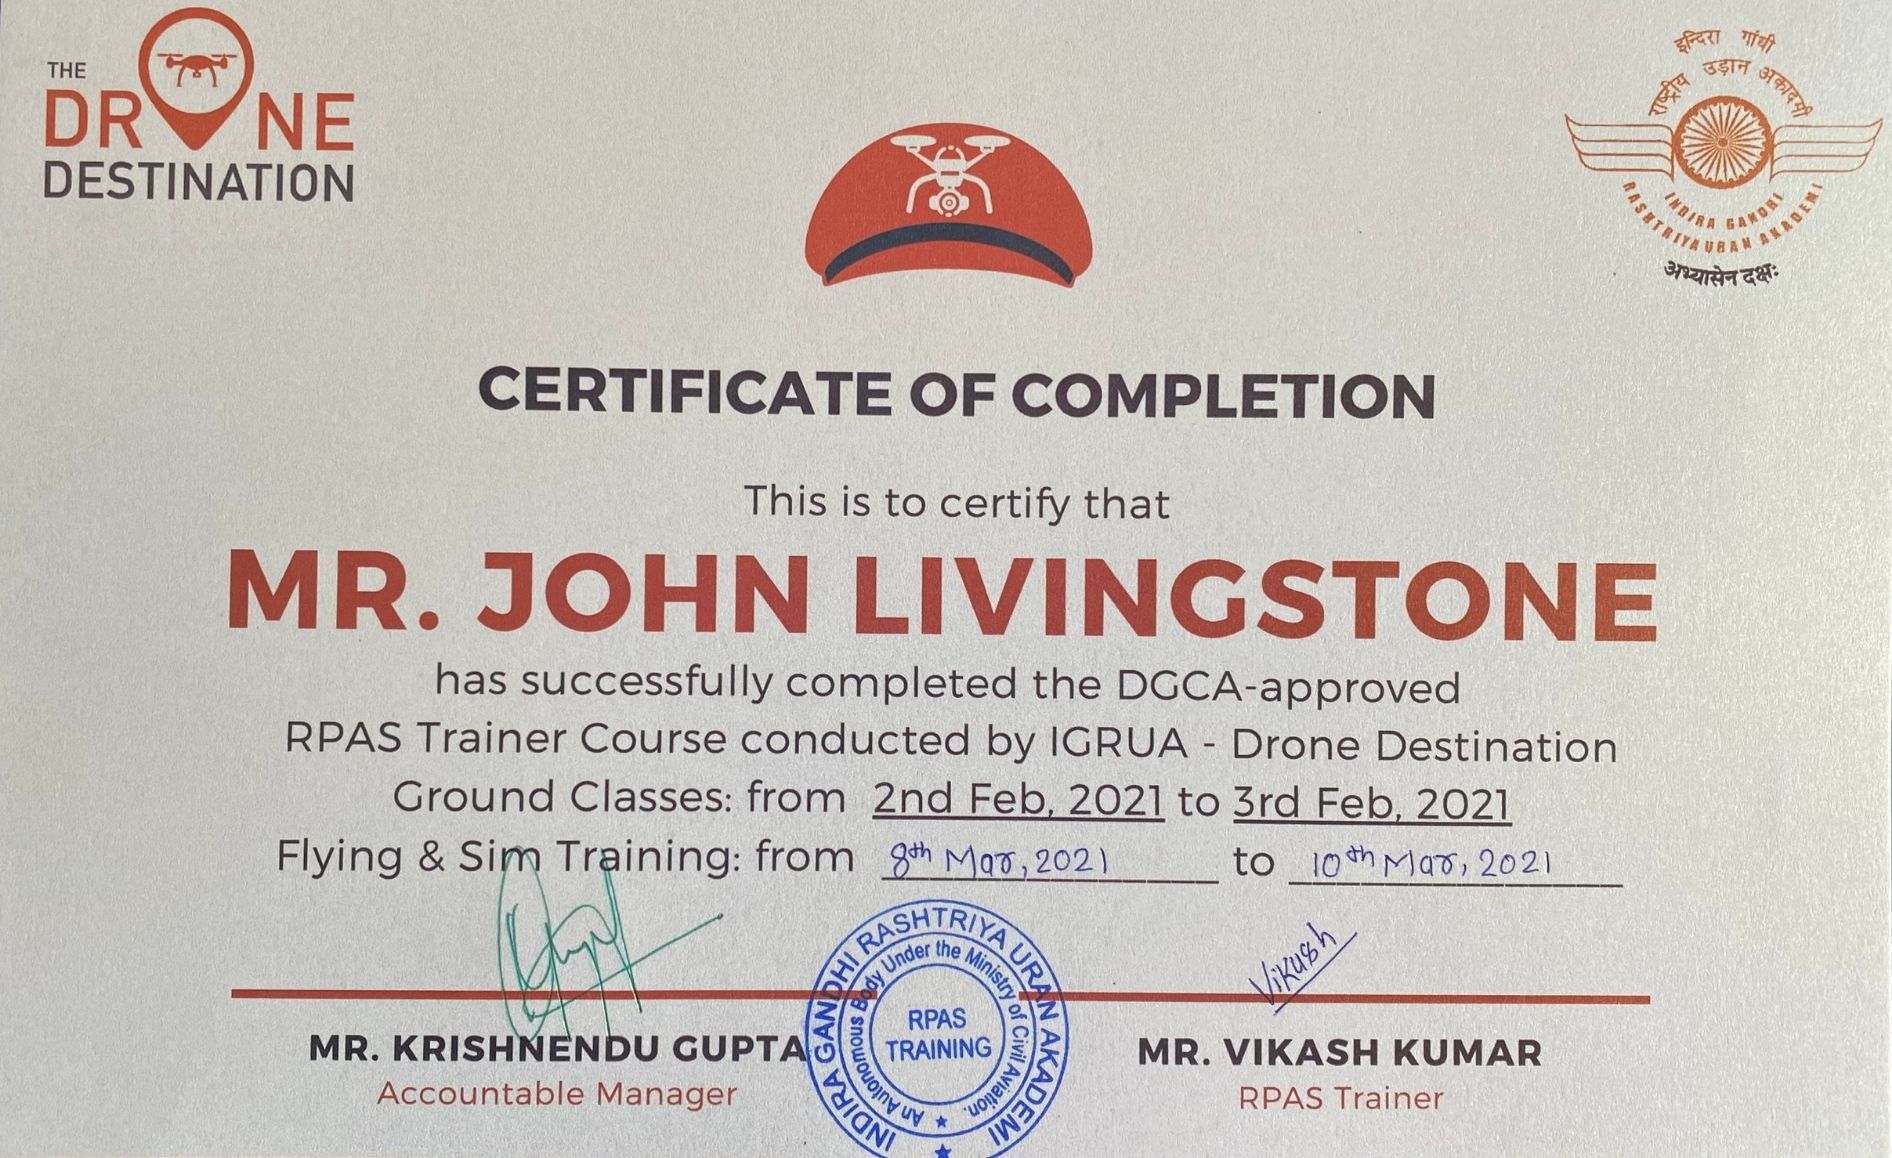 THE
DRONE
DESTINATION
इन्दिरा गांधी
राष्ट्रीय उड़ान अकादमी
INDIRA GANDHI
RASHTRIYA URAN AKADEMI
अभ्यासेन दक्षः
CERTIFICATE OF COMPLETION
This is to certify that
MR. JOHN LIVINGSTONE
has successfully completed the DGCA-approved
RPAS Trainer Course conducted by IGRUA - Drone Destination
Ground Classes: from 2nd Feb, 2021 to 3rd Feb, 2021
Flying & Sim Training: from 8th Mar, 2021 to 10th Mar, 2021
Vikash
MR. KRISHNENDU GUPTA
Accountable Manager
INDIRA GANDHI RASHTRIYA URAN AKADEMI
An Autonomous Body Under the Ministry of Civil Aviation.
RPAS
TRAINING
MR. VIKASH KUMAR
RPAS Trainer